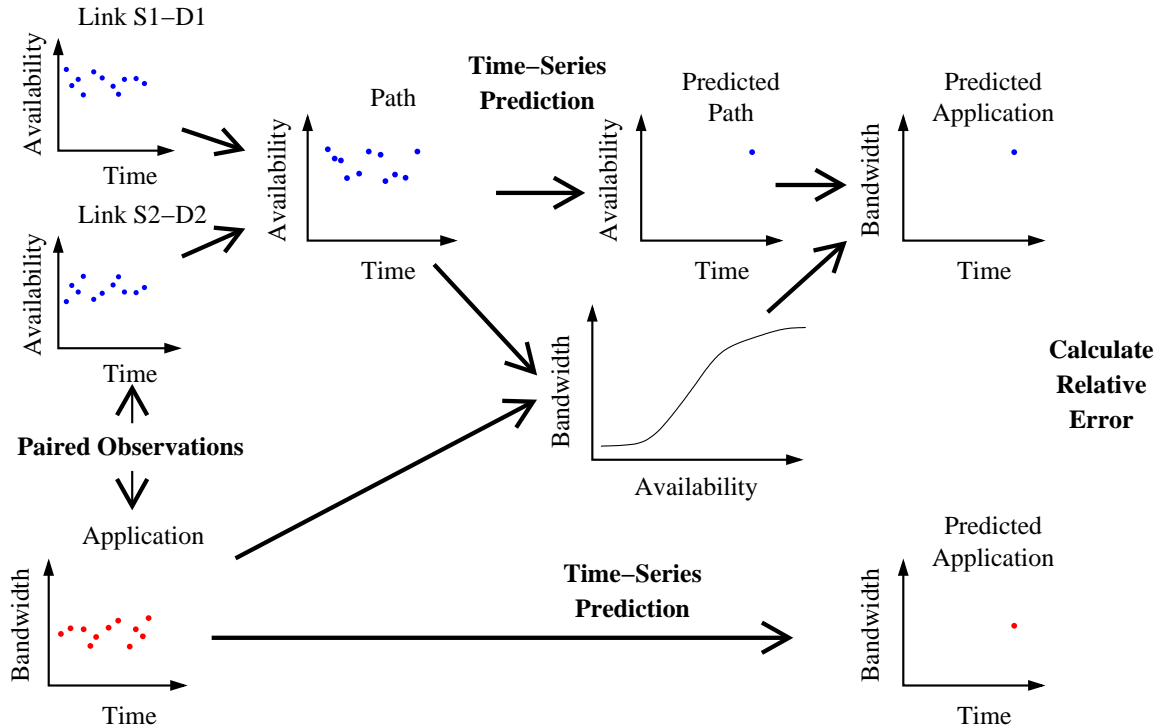 Link S1−D1
Availability
Time
Link S2−D2
Availability
Time
Paired Observations
Application
Bandwidth
Time
Path
Availability
Time
Time−Series
Prediction
Predicted
Path
Availability
Time
Predicted
Application
Bandwidth
Time
Bandwidth
Availability
Calculate
Relative
Error
Time−Series
Prediction
Predicted
Application
Bandwidth
Time